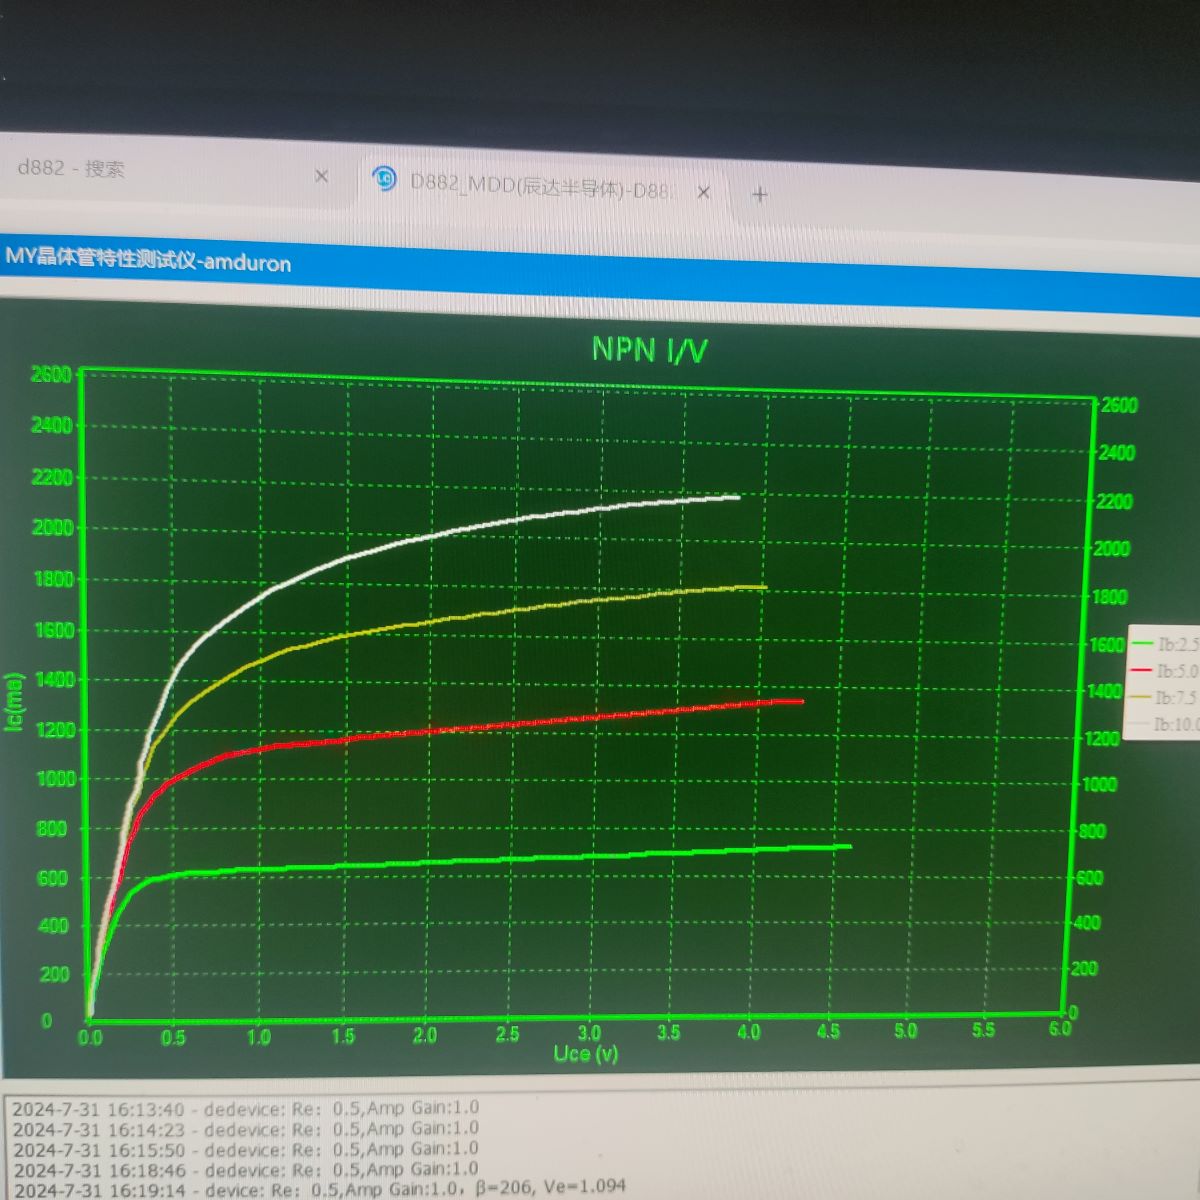 d882 - 搜索
D882_MDD(辰达半导体)-D88
MY晶体管特性测试仪-amduron
NPN I/V
2600
2400
2200
2000
1800
1600
1400
1200
1000
800
600
400
200
0
Ic(ma)
2600
2400
2200
2000
1800
1600
1400
1200
1000
800
600
400
200
0
Ib:2.5
Ib:5.0
Ib:7.5
Ib:10.0
0.0 0.5 1.0 1.5 2.0 2.5 3.0 3.5 4.0 4.5 5.0 5.5 6.0
Uce (v)
2024-7-31 16:13:40 - dedevice: Re: 0.5,Amp Gain:1.0
2024-7-31 16:14:23 - dedevice: Re: 0.5,Amp Gain:1.0
2024-7-31 16:15:50 - dedevice: Re: 0.5,Amp Gain:1.0
2024-7-31 16:18:46 - dedevice: Re: 0.5,Amp Gain:1.0
2024-7-31 16:19:14 - device: Re: 0.5,Amp Gain:1.0, β=206, Ve=1.094